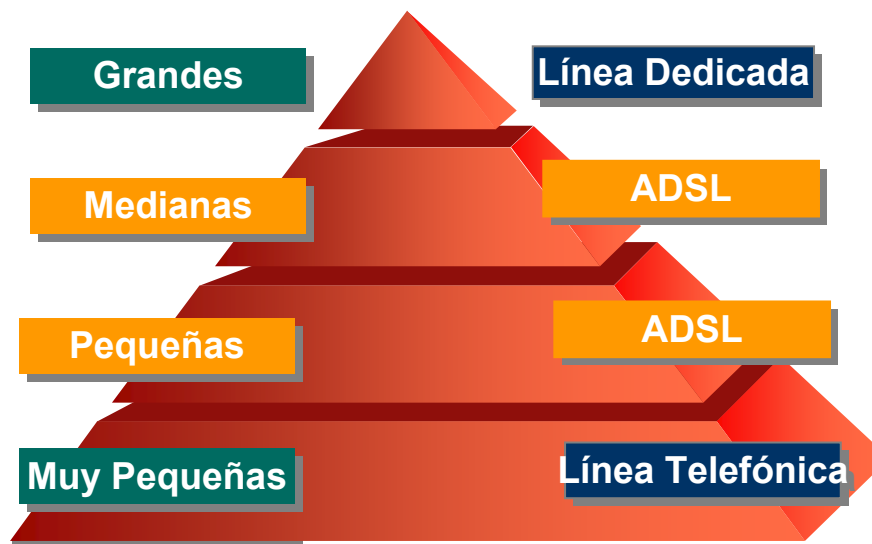 Grandes
Línea Dedicada
Medianas
ADSL
Pequeñas
ADSL
Muy Pequeñas
Línea Telefónica